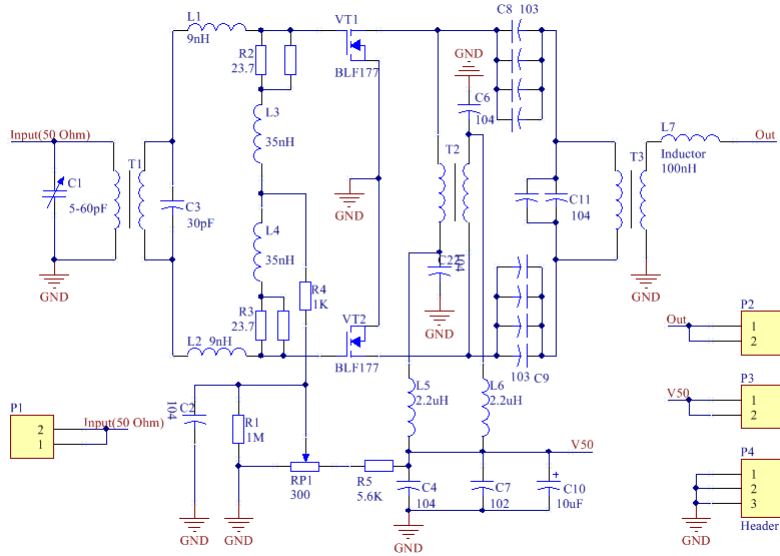 L1
9nH
VT1
BLF177
C8 103
R2
23.7
GND
C6
104
L3
35nH
Input(50 Ohm)
L7
Out
Inductor
100nH
T1
T2
T3
C1
5-60pF
C3
30pF
GND
C11
104
L4
35nH
R4
1K
C22
104
GND
GND
GND
R3
23.7
VT2
BLF177
L2 9nH
103 C9
P2
Out
1
2
L5
2.2uH
L6
2.2uH
P3
V50
1
2
P1
2
1
Input(50 Ohm)
C2
104
R1
1M
V50
RP1
300
R5
5.6K
C4
104
C7
102
+
C10
10uF
P4
1
2
3
Header
GND
GND
GND
GND